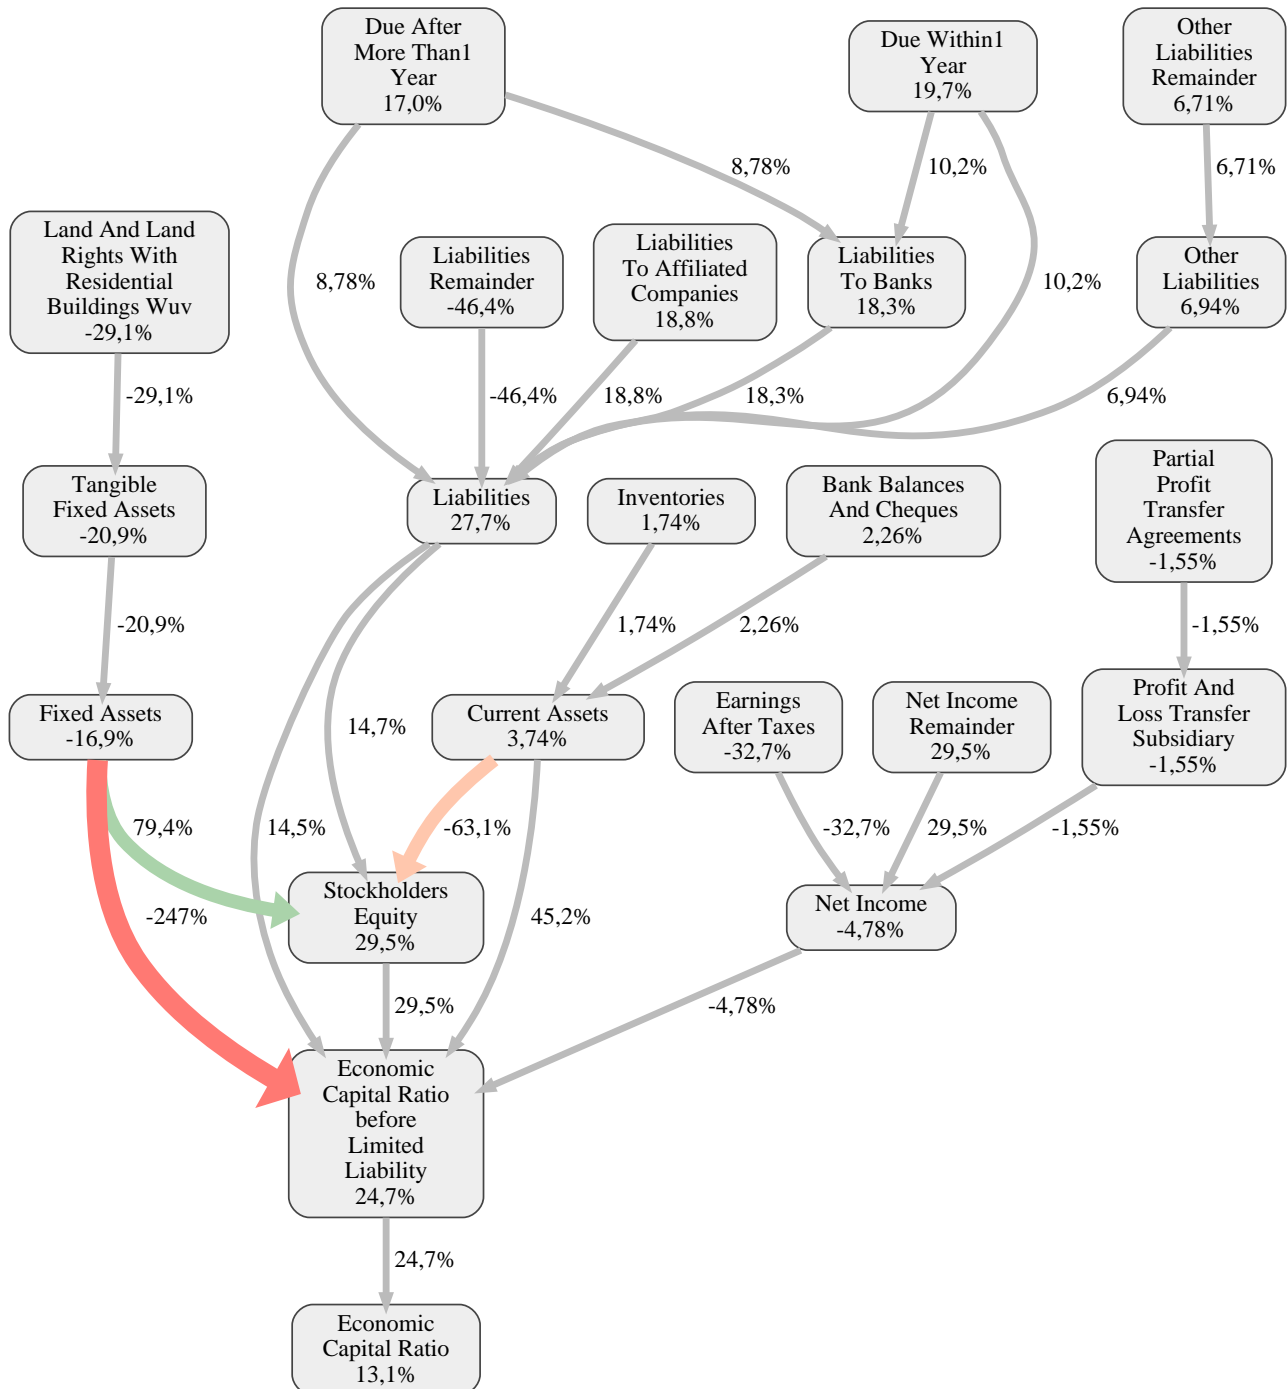 Due After
More Than1
Year
17,0%
Due Within1
Year
19,7%
Other
Liabilities
Remainder
6,71%
8,78%
10,2%
6,71%
Land And Land
Rights With
Residential
Buildings Wuv
-29,1%
Liabilities
Remainder
-46,4%
Liabilities
To Affiliated
Companies
18,8%
Liabilities
To Banks
18,3%
Other
Liabilities
6,94%
8,78%
10,2%
-29,1%
-46,4%
18,8%
18,3%
6,94%
Tangible
Fixed Assets
-20,9%
Liabilities
27,7%
Inventories
1,74%
Bank Balances
And Cheques
2,26%
Partial
Profit
Transfer
Agreements
-1,55%
-20,9%
1,74%
2,26%
-1,55%
Fixed Assets
-16,9%
14,7%
Current Assets
3,74%
Earnings
After Taxes
-32,7%
Net Income
Remainder
29,5%
Profit And
Loss Transfer
Subsidiary
-1,55%
79,4%
14,5%
-63,1%
-32,7%
29,5%
-1,55%
-247%
Stockholders
Equity
29,5%
45,2%
Net Income
-4,78%
29,5%
-4,78%
Economic
Capital Ratio
before
Limited
Liability
24,7%
24,7%
Economic
Capital Ratio
13,1%